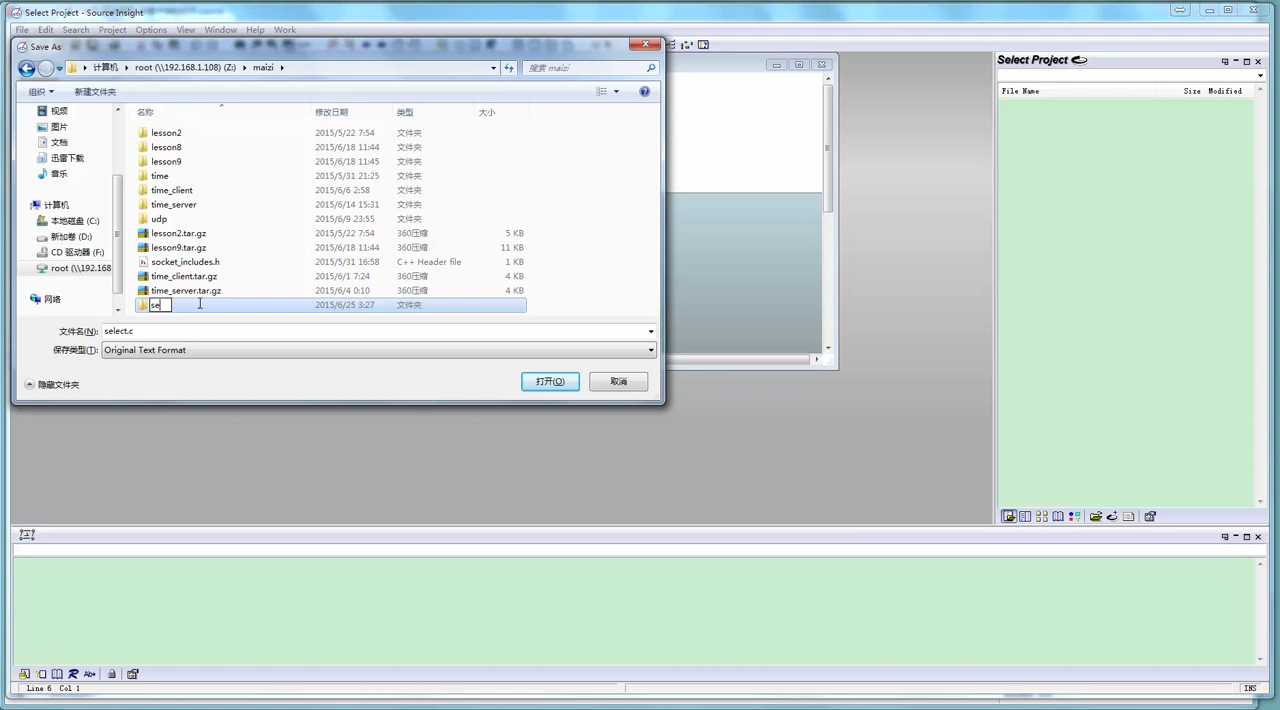 Select Project - Source Insight
File Edit Search Project Options View Window Help Work
Save As
计算机 root (\\192.168.1.108) (Z:) maizi
搜索 maizi
组织 新建文件夹
名称 修改日期 类型 大小
视频
图片
文档
迅雷下载
音乐
计算机
本地磁盘 (C:)
新加卷 (D:)
CD 驱动器 (F:)
root (\\192.168
网络
lesson2 2015/5/22 7:54 文件夹
lesson8 2015/6/18 11:44 文件夹
lesson9 2015/6/18 11:45 文件夹
time 2015/5/31 21:25 文件夹
time_client 2015/6/6 2:58 文件夹
time_server 2015/6/14 15:31 文件夹
udp 2015/6/9 23:55 文件夹
lesson2.tar.gz 2015/5/22 7:54 360压缩 5 KB
lesson9.tar.gz 2015/6/18 11:44 360压缩 11 KB
socket_includes.h 2015/5/31 16:58 C++ Header file 1 KB
time_client.tar.gz 2015/6/1 7:24 360压缩 4 KB
time_server.tar.gz 2015/6/4 0:10 360压缩 4 KB
se 2015/6/25 3:27 文件夹
文件名(N): select.c
保存类型(T): Original Text Format
隐藏文件夹
打开(O) 取消
Select Project
File Name Size Modified
Line 6 Col 1
INS